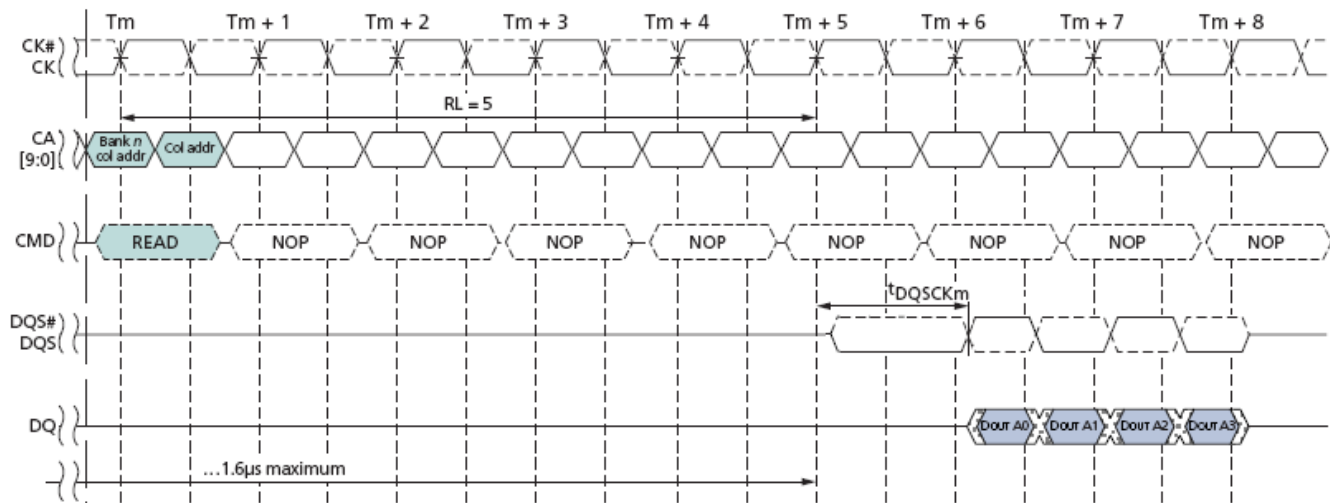 Tm Tm + 1 Tm + 2 Tm + 3 Tm + 4 Tm + 5 Tm + 6 Tm + 7 Tm + 8
CK#
CK
RL = 5
CA
[9:0]
Bank n
col addr
Col addr
CMD READ NOP NOP NOP NOP NOP NOP NOP NOP
tDQSCKm
DQS#
DQS
DQ DOUT A0 DOUT A1 DOUT A2 DOUT A3
...1.6µs maximum